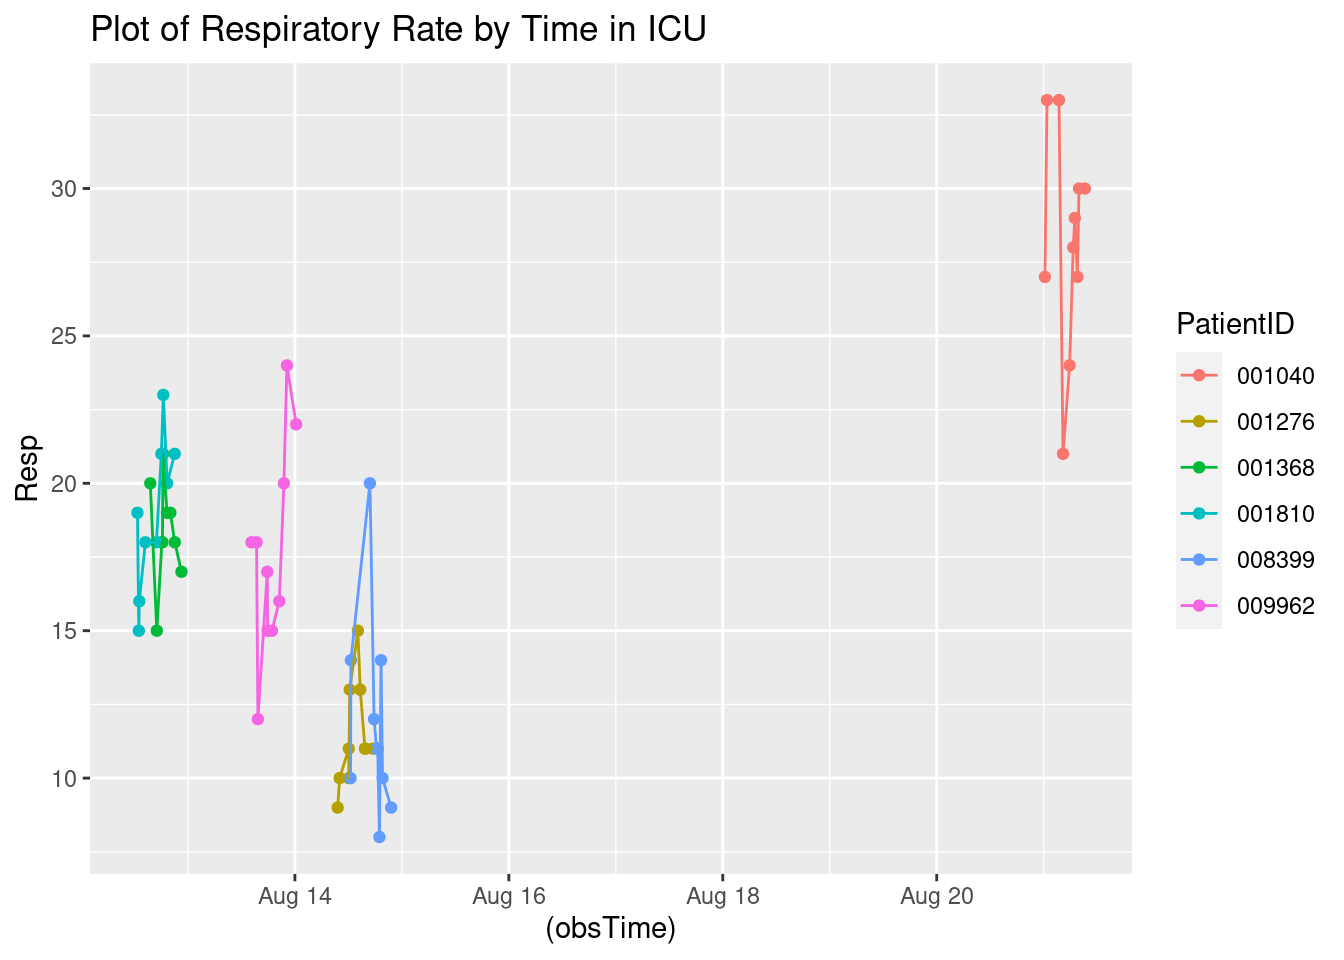 Plot of Respiratory Rate by Time in ICU
Resp
30
25
20
15
10
Aug 14
Aug 16
Aug 18
Aug 20
(obsTime)
PatientID
001040
001276
001368
001810
008399
009962